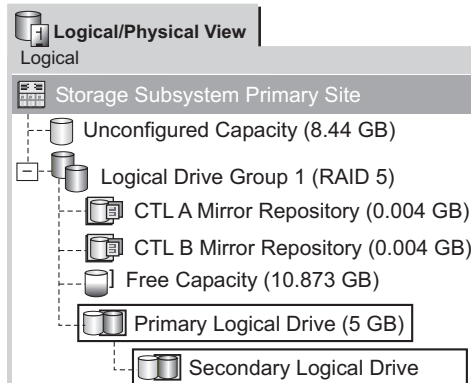 Logical/Physical View
Logical
Storage Subsystem Primary Site
Unconfigured Capacity (8.44 GB)
Logical Drive Group 1 (RAID 5)
CTL A Mirror Repository (0.004 GB)
CTL B Mirror Repository (0.004 GB)
Free Capacity (10.873 GB)
Primary Logical Drive (5 GB)
Secondary Logical Drive